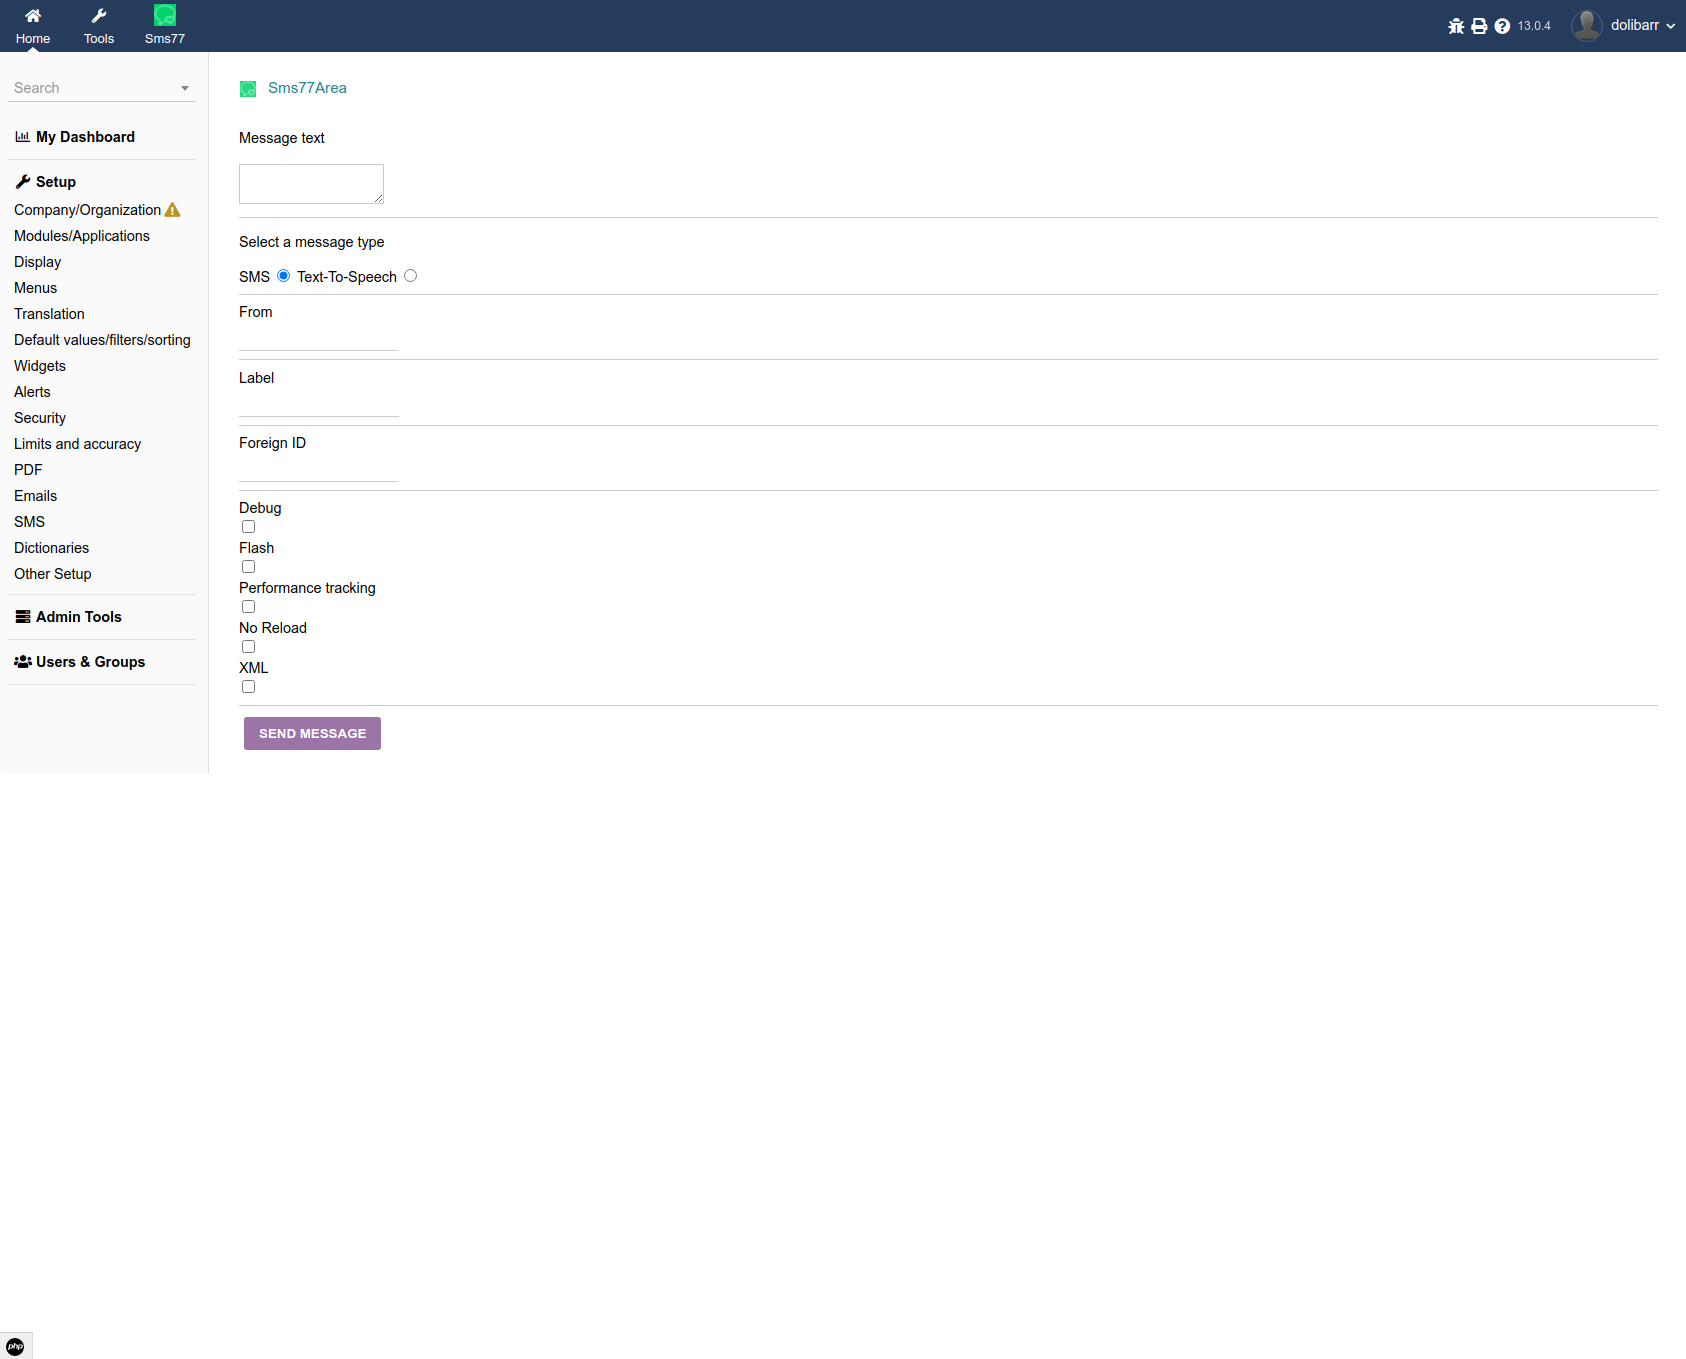 Home
Tools
Sms77
13.0.4
dolibarr
Search
My Dashboard
Setup
Company/Organization
Modules/Applications
Display
Menus
Translation
Default values/filters/sorting
Widgets
Alerts
Security
Limits and accuracy
PDF
Emails
SMS
Dictionaries
Other Setup
Admin Tools
Users & Groups
Sms77Area
Message text
Select a message type
SMS Text-To-Speech
From
Label
Foreign ID
Debug
Flash
Performance tracking
No Reload
XML
SEND MESSAGE
php